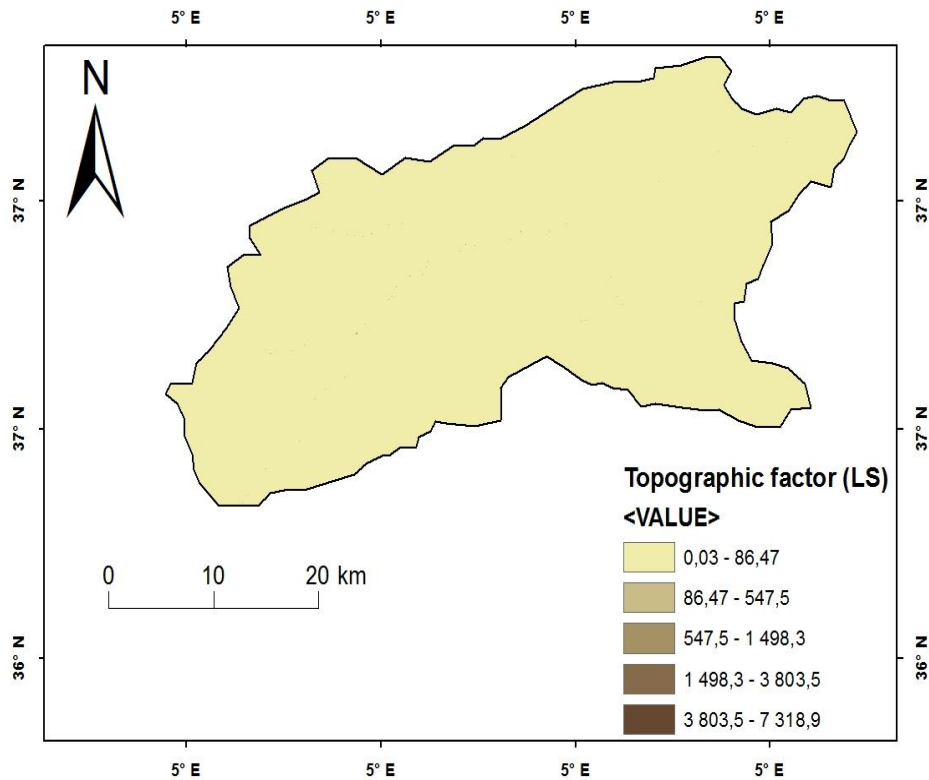 5° E 5° E 5° E 5° E
N
37° N 37° N
37° N 37° N
Topographic factor (LS)
<VALUE>
0,03 - 86,47
86,47 - 547,5
547,5 - 1 498,3
1 498,3 - 3 803,5
3 803,5 - 7 318,9
0 10 20 km
36° N 36° N
5° E 5° E 5° E 5° E